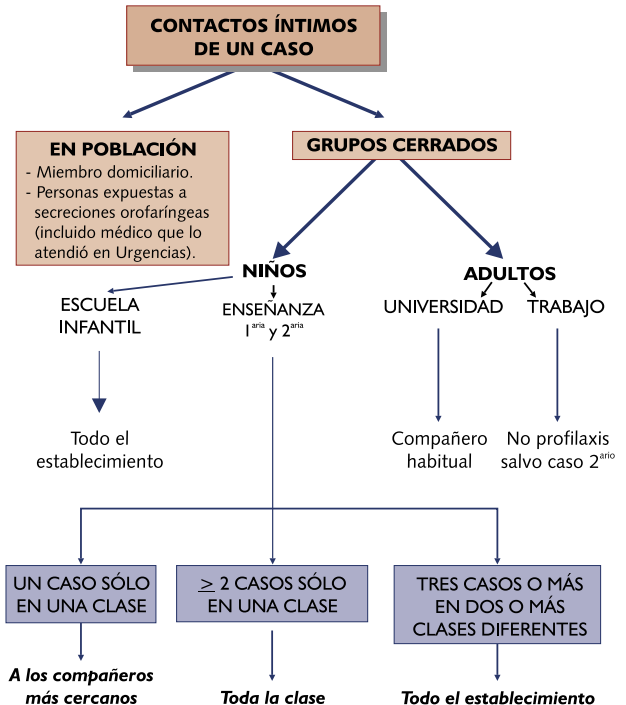 CONTACTOS ÍNTIMOS
DE UN CASO
EN POBLACIÓN
- Miembro domiciliario.
- Personas expuestas a
secreciones orofaríngeas
(incluido médico que lo
atendió en Urgencias).
GRUPOS CERRADOS
NIÑOS
ADULTOS
ESCUELA
INFANTIL
ENSEÑANZA
1aria y 2aria
UNIVERSIDAD
TRABAJO
Todo el
establecimiento
Compañero
habitual
No profilaxis
salvo caso 2ario
UN CASO SÓLO
EN UNA CLASE
≥ 2 CASOS SÓLO
EN UNA CLASE
TRES CASOS O MÁS
EN DOS O MÁS
CLASES DIFERENTES
A los compañeros
más cercanos
Toda la clase
Todo el establecimiento